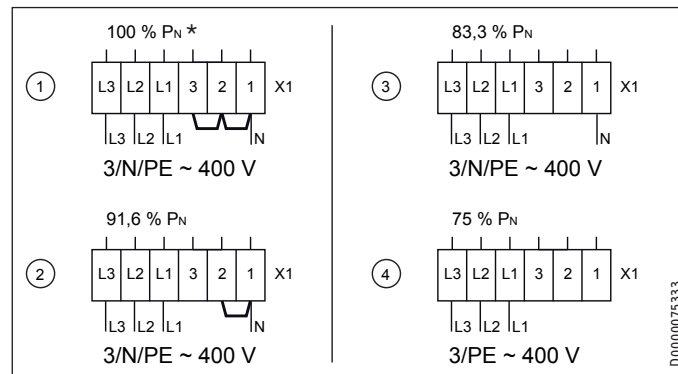 100 % PN *
1
L3 L2 L1 3 2 1 X1
L3 L2 L1 N
3/N/PE ~ 400 V
91,6 % PN
2
L3 L2 L1 3 2 1 X1
L3 L2 L1 N
3/N/PE ~ 400 V
83,3 % PN
3
L3 L2 L1 3 2 1 X1
L3 L2 L1 N
3/N/PE ~ 400 V
75 % PN
4
L3 L2 L1 3 2 1 X1
L3 L2 L1
3/PE ~ 400 V
D0000075333